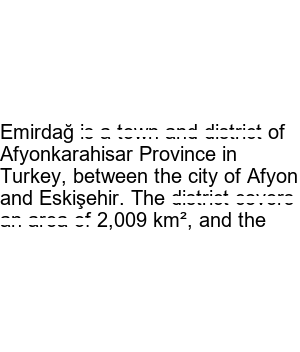 Emirdağ is a town and district of
Afyonkarahisar Province in
Turkey, between the city of Afyon
and Eskişehir. The district covers
an area of 2,009 km², and the